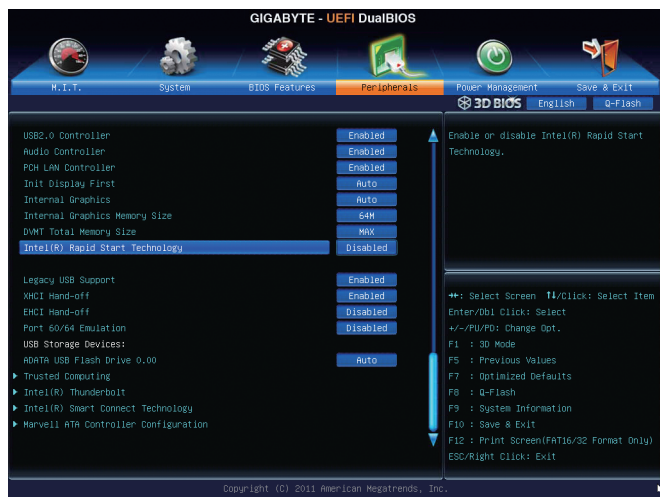 GIGABYTE - UEFI DualBIOS
M.I.T. System BIOS Features Peripherals Power Management Save & Exit
3D BIOS English Q-Flash
USB2.0 Controller Enabled
Audio Controller Enabled
PCH LAN Controller Enabled
Init Display First Auto
Internal Graphics Auto
Internal Graphics Memory Size 64M
DVMT Total Memory Size MAX
Intel(R) Rapid Start Technology Disabled
Legacy USB Support Enabled
XHCI Hand-off Enabled
EHCI Hand-off Disabled
Port 60/64 Emulation Disabled
USB Storage Devices:
ADATA USB Flash Drive 0.00 Auto
Trusted Computing
Intel(R) Thunderbolt
Intel(R) Smart Connect Technology
Marvell ATA Controller Configuration
Enable or disable Intel(R) Rapid Start
Technology.
↔: Select Screen ↑↓/Click: Select Item
Enter/Dbl Click: Select
+/-/PU/PD: Change Opt.
F1 : 3D Mode
F5 : Previous Values
F7 : Optimized Defaults
F8 : Q-Flash
F9 : System Information
F10 : Save & Exit
F12 : Print Screen(FAT16/32 Format Only)
ESC/Right Click: Exit
Copyright (C) 2011 American Megatrends, Inc.